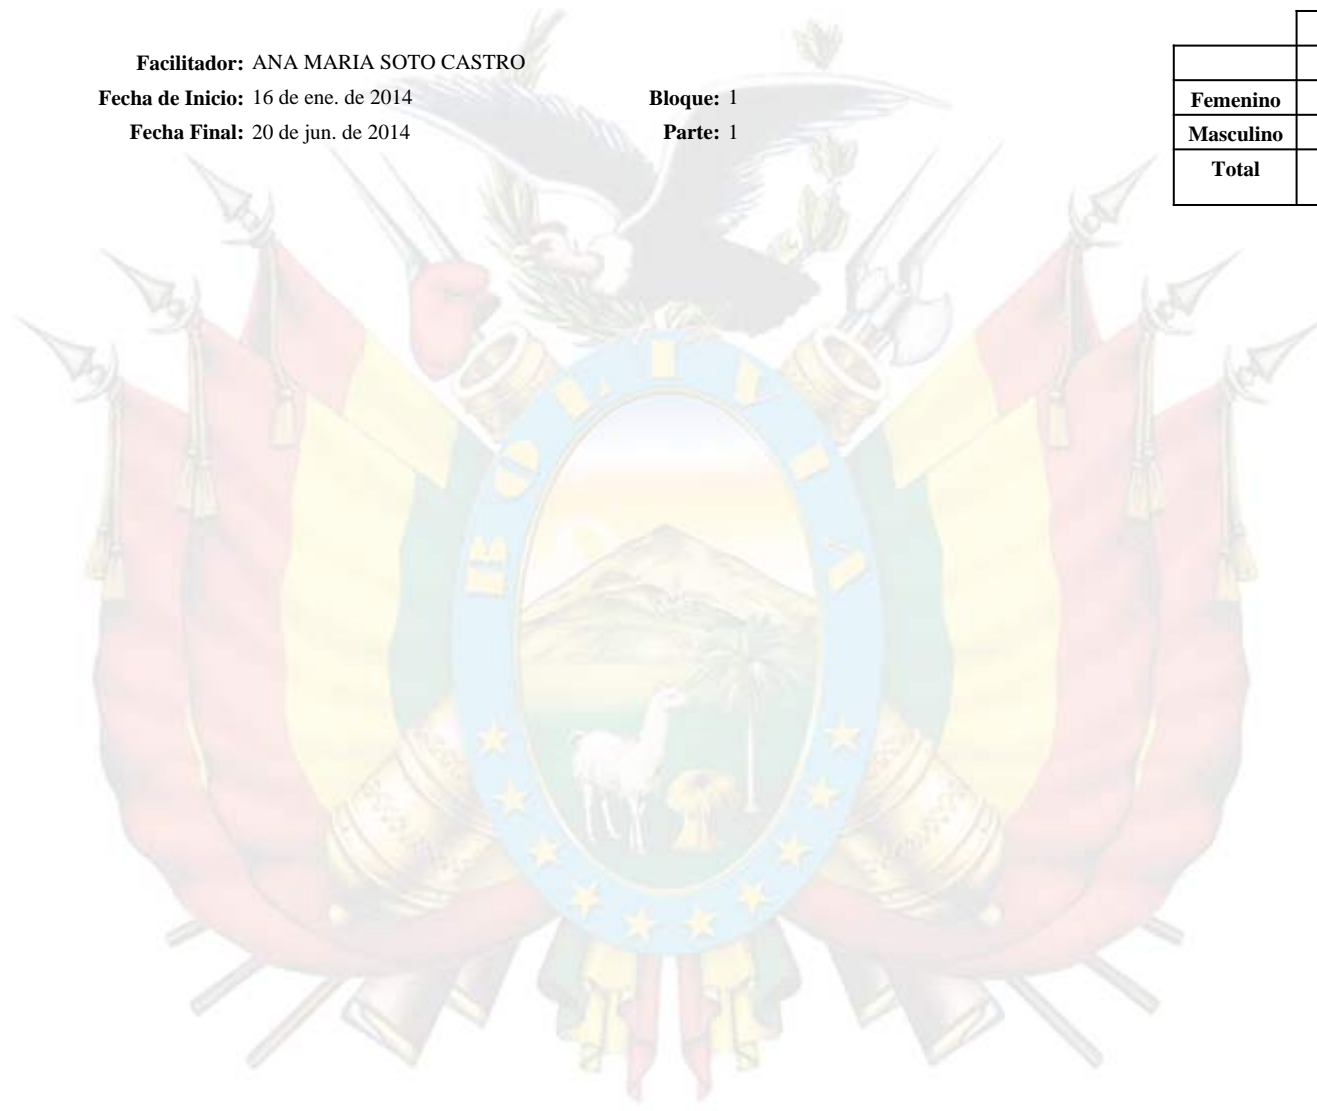 Facilitador: ANA MARIA SOTO CASTRO
Fecha de Inicio: 16 de ene. de 2014 Bloque: 1
Fecha Final: 20 de jun. de 2014 Parte: 1
Femenino
Masculino
Total
BOLIVIA